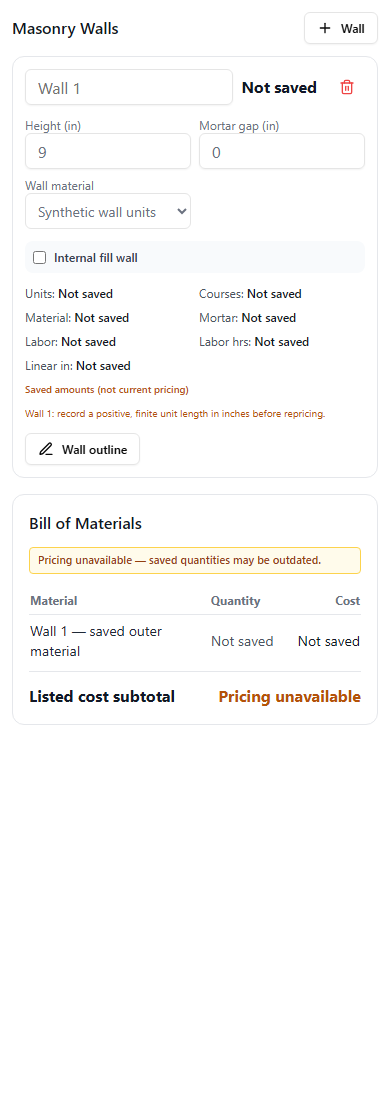 Masonry Walls
Wall
Wall 1
Not saved
Height (in)
Mortar gap (in)
9
0
Wall material
Synthetic wall units
Internal fill wall
Units: Not saved
Courses: Not saved
Material: Not saved
Mortar: Not saved
Labor: Not saved
Labor hrs: Not saved
Linear in: Not saved
Saved amounts (not current pricing)
Wall 1: record a positive, finite unit length in inches before repricing.
Wall outline
Bill of Materials
Pricing unavailable — saved quantities may be outdated.
Material Quantity Cost
Wall 1 — saved outer
material
Not saved
Not saved
Listed cost subtotal
Pricing unavailable